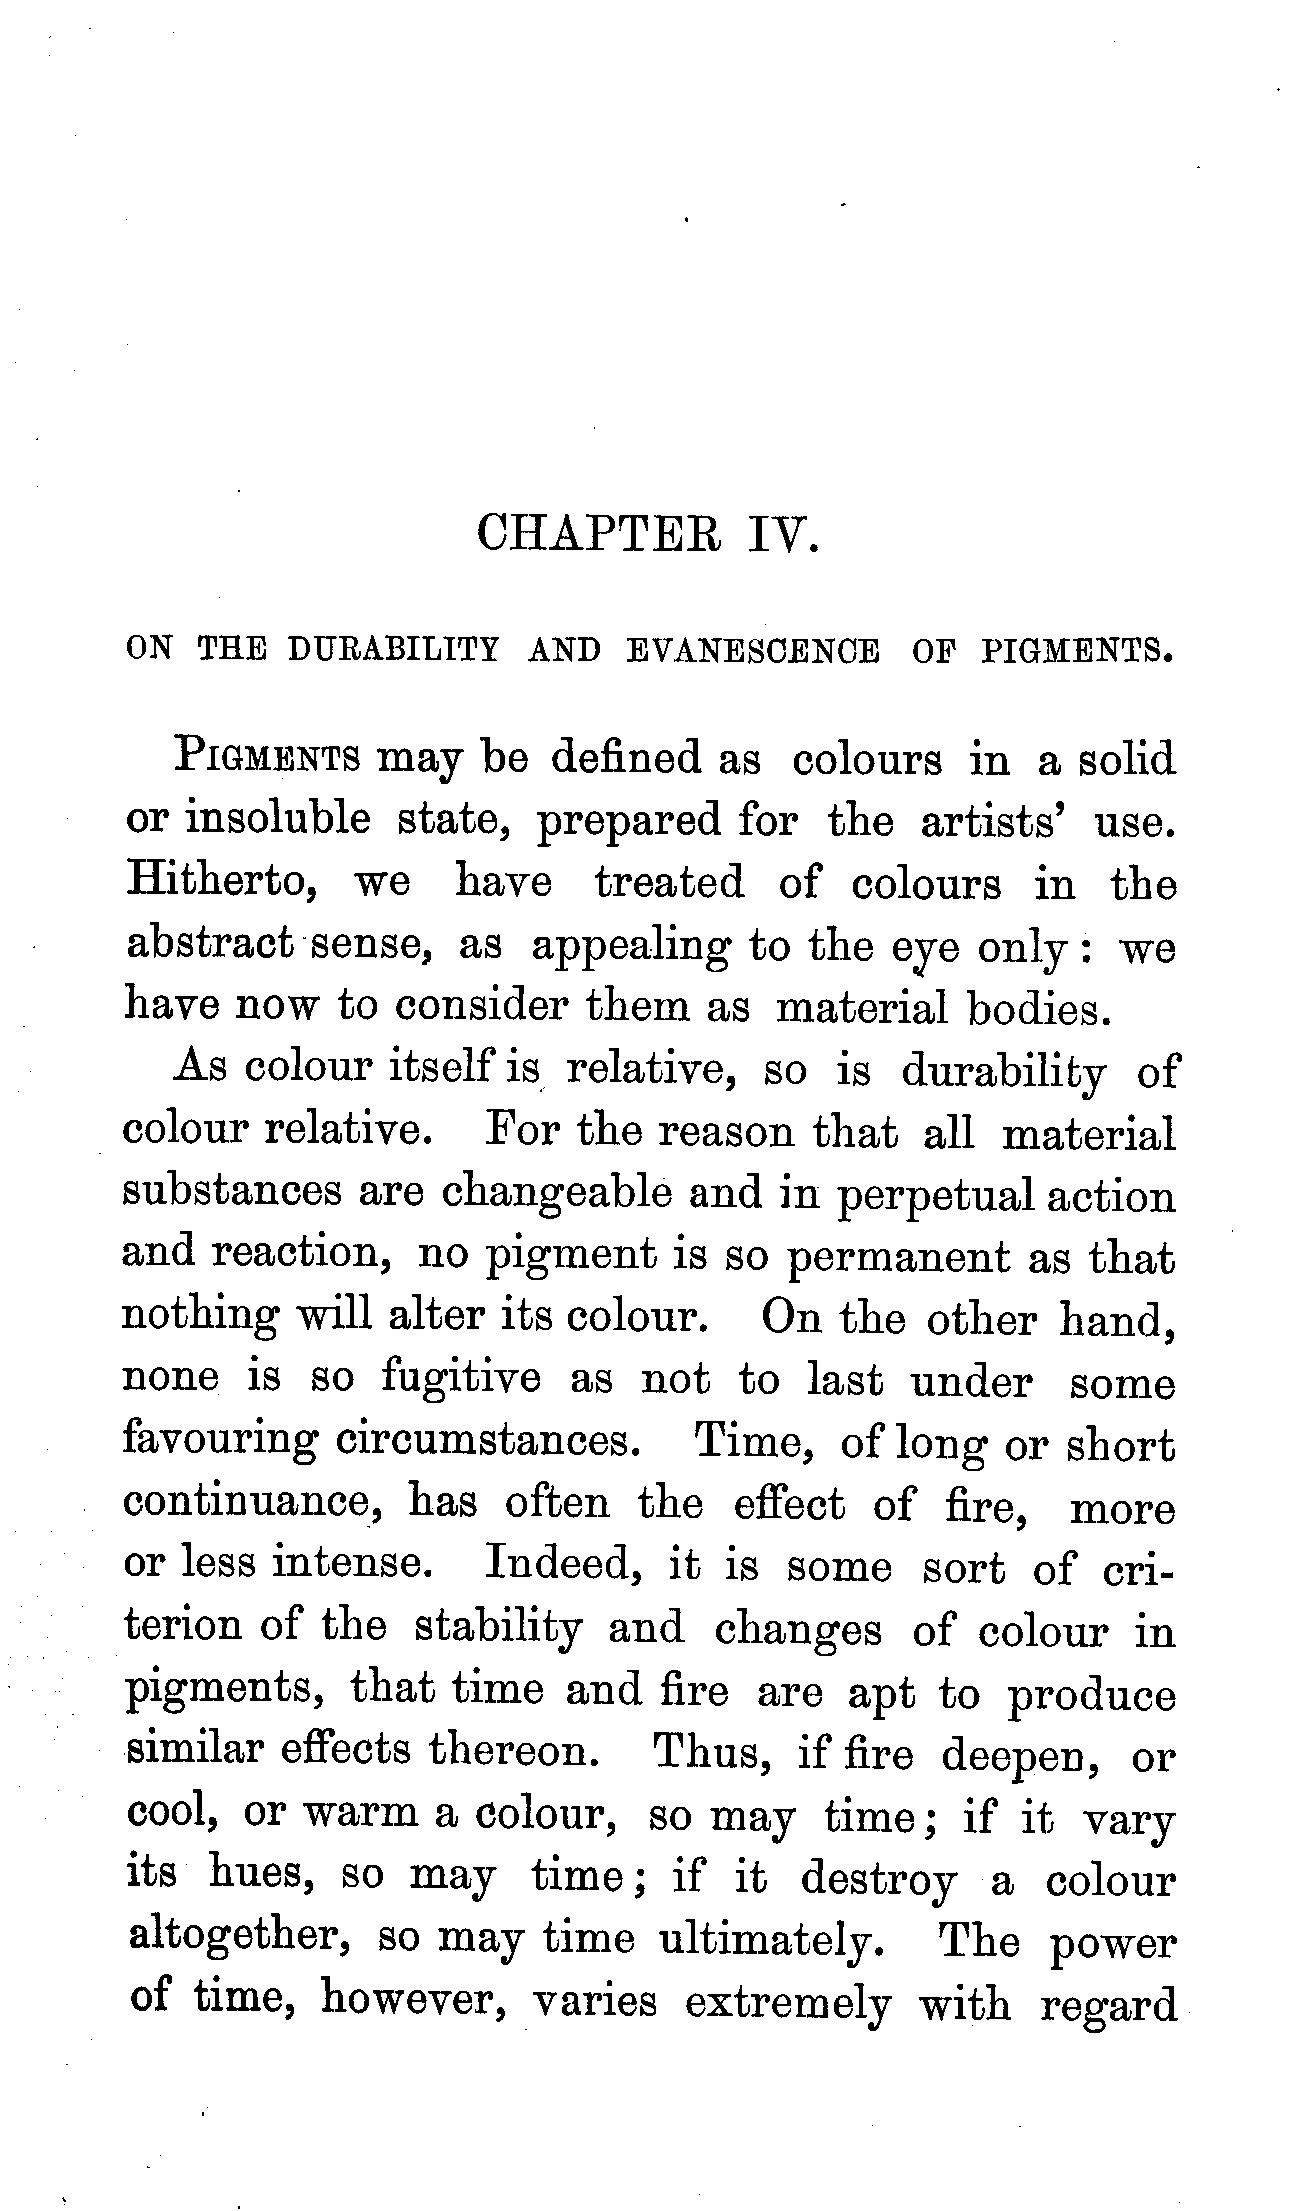 CHAPTER IV.
ON THE DURABILITY AND EVANESCENCE OF PIGMENTS.
PIGMENTS may be defined as colours in a solid
or insoluble state, prepared for the artists' use.
Hitherto, we have treated of colours in the
abstract sense, as appealing to the eye only: we
have now to consider them as material bodies.
As colour itself is relative, so is durability of
colour relative. For the reason that all material
substances are changeable and in perpetual action
and reaction, no pigment is so permanent as that
nothing will alter its colour. On the other hand,
none is so fugitive as not to last under some
favouring circumstances. Time, of long or short
continuance, has often the effect of fire, more
or less intense. Indeed, it is some sort of cri-
terion of the stability and changes of colour in
pigments, that time and fire are apt to produce
similar effects thereon. Thus, if fire deepen, or
cool, or warm a colour, so may time; if it vary
its hues, so may time; if it destroy a colour
altogether, so may time ultimately. The power
of time, however, varies extremely with regard